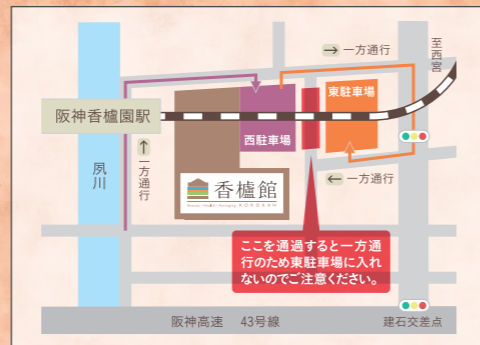 → 一方通行
至西宮
東駐車場
阪神香櫨園駅
西駐車場
↑
一方通行
夙川
香櫨館
← 一方通行
ここを通過すると一方通
行のため東駐車場に入れ
ないのでご注意ください。
阪神高速 43号線
建石交差点